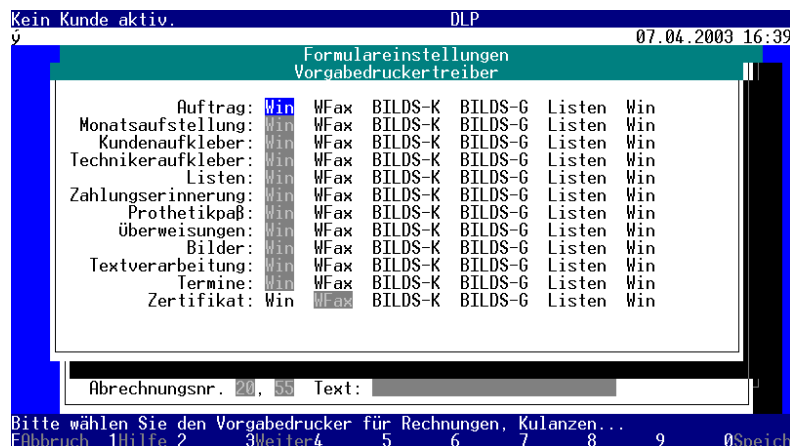 Kein Kunde aktiv. DLP
ý 07.04.2003 16:39
Formulareinstellungen
Vorgabedruckertreiber
Auftrag: Win WFax BILDS-K BILDS-G Listen Win
Monatsaufstellung: Win WFax BILDS-K BILDS-G Listen Win
Kundenaufkleber: Win WFax BILDS-K BILDS-G Listen Win
Technikeraufkleber: Win WFax BILDS-K BILDS-G Listen Win
Listen: Win WFax BILDS-K BILDS-G Listen Win
Zahlungserinnerung: Win WFax BILDS-K BILDS-G Listen Win
Prothetikpaß: Win WFax BILDS-K BILDS-G Listen Win
Überweisungen: Win WFax BILDS-K BILDS-G Listen Win
Bilder: Win WFax BILDS-K BILDS-G Listen Win
Textverarbeitung: Win WFax BILDS-K BILDS-G Listen Win
Termine: Win WFax BILDS-K BILDS-G Listen Win
Zertifikat: Win WFax BILDS-K BILDS-G Listen Win
Abrechnungsnr. 20, 55 Text:
Bitte wählen Sie den Vorgabedrucker für Rechnungen, Kulanzen...
EAbbruch 1Hilfe 2 3Weiter4 5 6 7 8 9 0Speich